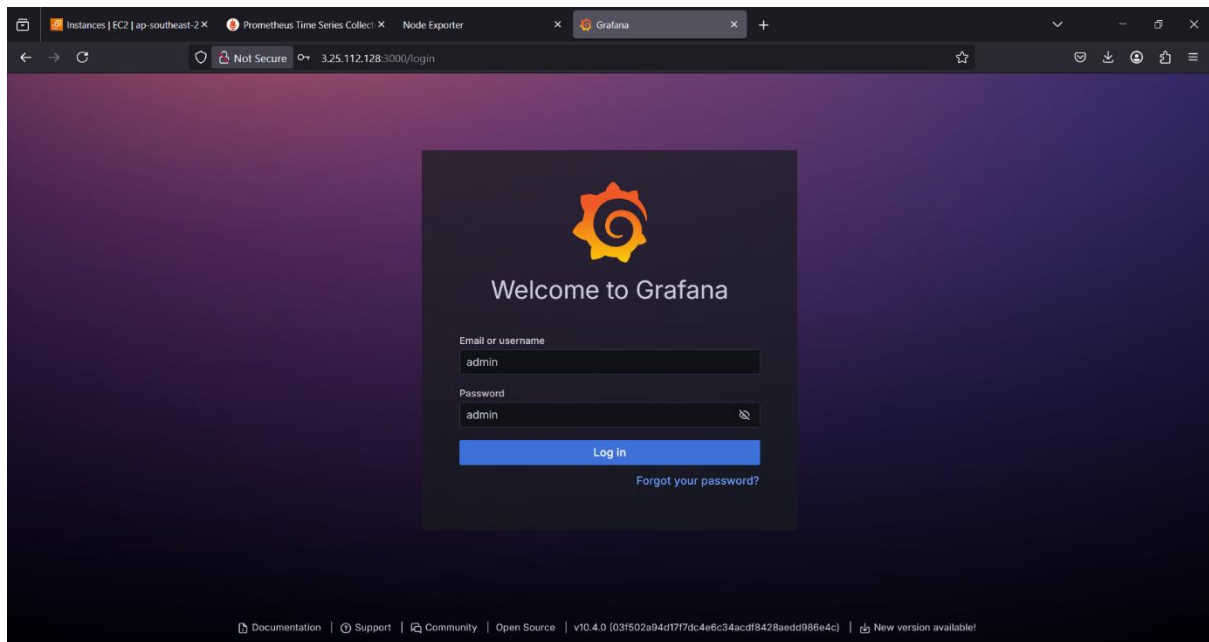 Instances | EC2 | ap-southeast-2
Prometheus Time Series Collecti
Node Exporter
Grafana
Not Secure 3.25.112.128:3000/login
Welcome to Grafana
Email or username
admin
Password
admin
Log in
Forgot your password?
Documentation | Support | Community | Open Source | v10.4.0 (03f502a94d17f7dc4e6c34acdf8428aedd986e4c) | New version available!